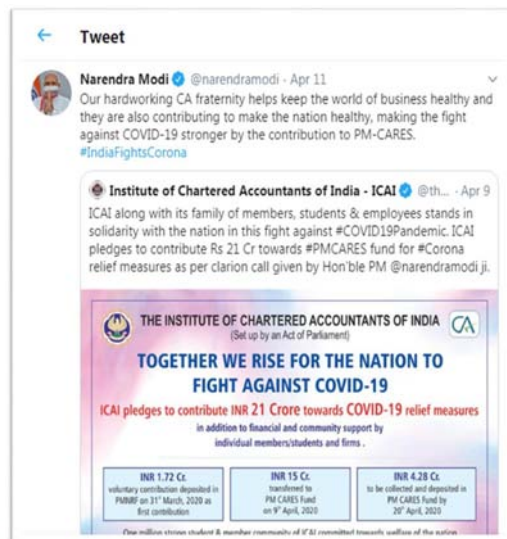 Tweet
Narendra Modi @narendramodi · Apr 11
Our hardworking CA fraternity helps keep the world of business healthy and
they are also contributing to make the nation healthy, making the fight
against COVID-19 stronger by the contribution to PM-CARES.
#IndiaFightsCorona
Institute of Chartered Accountants of India - ICAI @th... · Apr 9
ICAI along with its family of members, students & employees stands in
solidarity with the nation in this fight against #COVID19Pandemic. ICAI
pledges to contribute Rs 21 Cr towards #PMCARES fund for #Corona
relief measures as per clarion call given by Hon'ble PM @narendramodi ji.
THE INSTITUTE OF CHARTERED ACCOUNTANTS OF INDIA
CA
(Set up by an Act of Parliament)
TOGETHER WE RISE FOR THE NATION TO
FIGHT AGAINST COVID-19
ICAI pledges to contribute INR 21 Crore towards COVID-19 relief measures
in addition to financial and community support by
individual members/students and firms .
INR 1.72 Cr.
voluntary contribution deposited in
PMNRF on 31st March, 2020 as
first contribution
INR 15 Cr.
transferred to
PM CARES Fund
on 9th April, 2020
INR 4.28 Cr.
to be collected and deposited in
PM CARES Fund by
20th April, 2020
One million strong student & member community of ICAI committed towards welfare of the nation